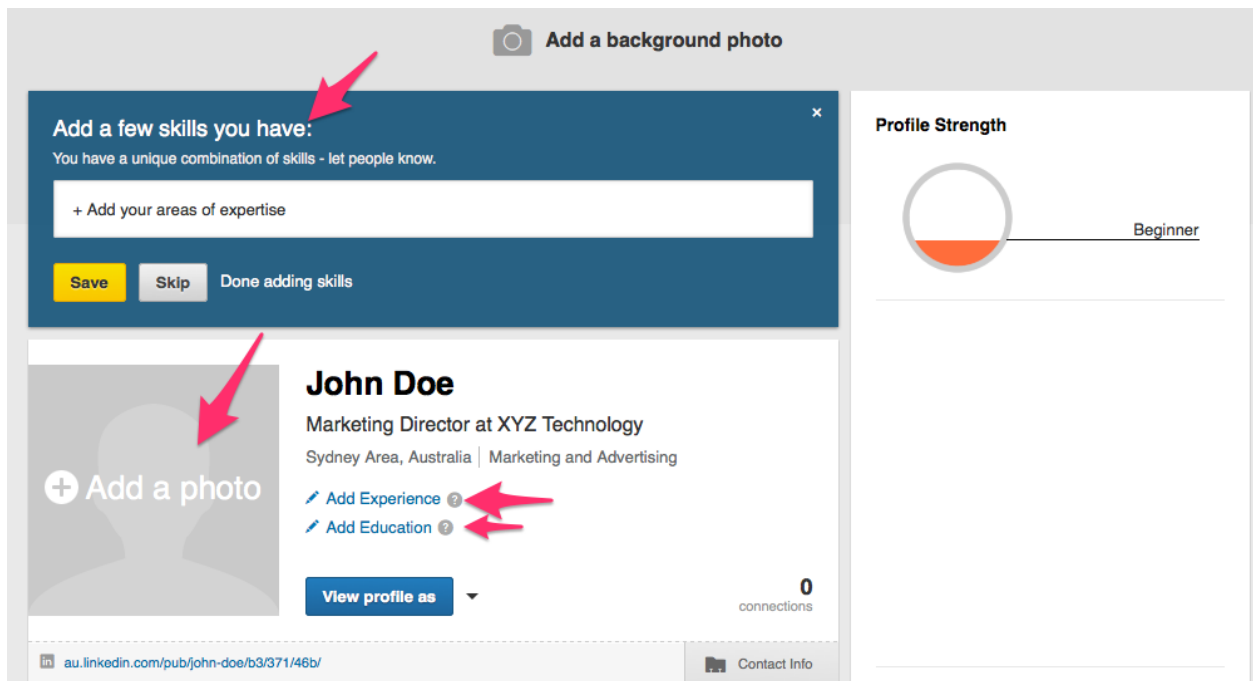 Add a background photo
Add a few skills you have:
×
You have a unique combination of skills - let people know.
+ Add your areas of expertise
Save Skip Done adding skills
Profile Strength
Beginner
+ Add a photo
John Doe
Marketing Director at XYZ Technology
Sydney Area, Australia | Marketing and Advertising
Add Experience ?
Add Education ?
View profile as
0
connections
in au.linkedin.com/pub/john-doe/b3/371/46b/
Contact Info